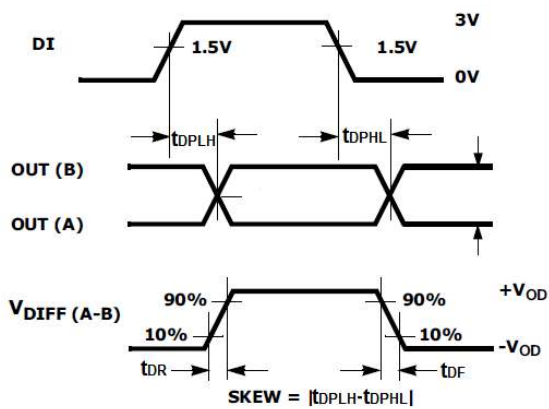 3V
DI
1.5V
1.5V
0V
tDPLH
tDPHL
OUT (B)
OUT (A)
VDIFF (A-B)
90%
90%
+VOD
10%
10%
-VOD
tDR
tDF
SKEW = |tDPLH-tDPHL|